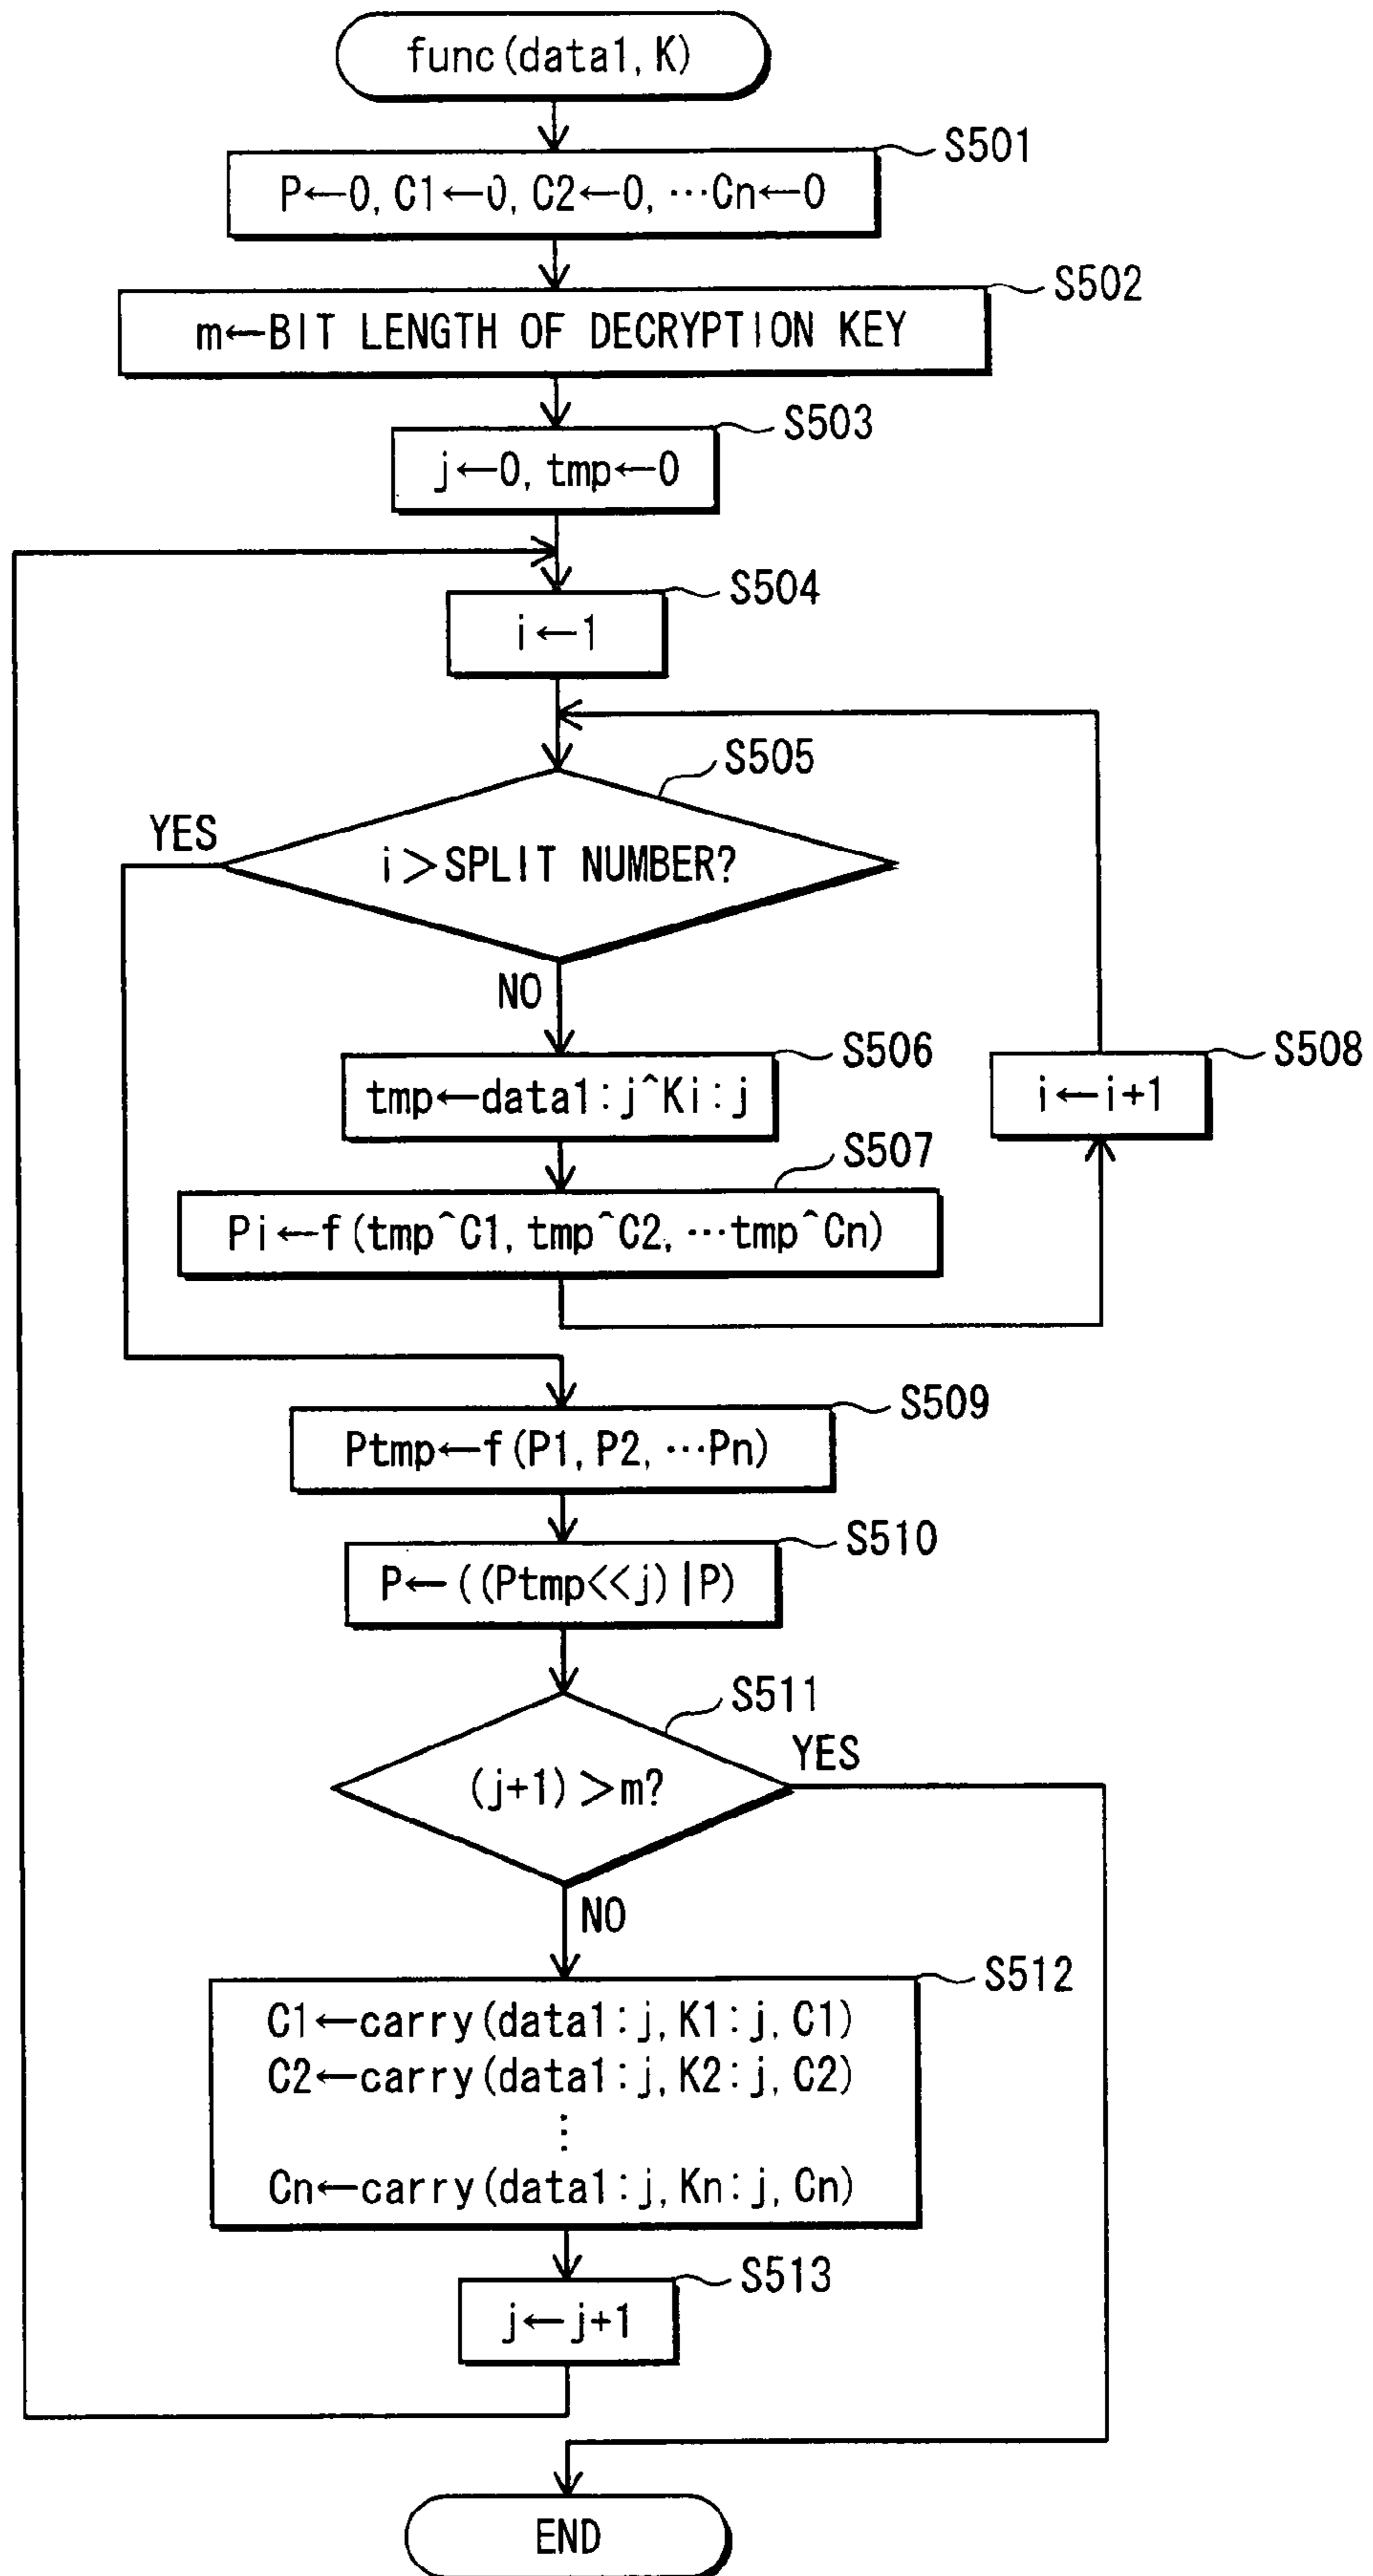 func(data1, K)
S501
P←0, C1←0, C2←0, ⋯Cn←0
S502
m←BIT LENGTH OF DECRYPTION KEY
S503
j←0, tmp←0
S504
i←1
S505
YES
i>SPLIT NUMBER?
NO
S506
tmp←data1:j^Ki:j
S508
i←i+1
S507
Pi←f(tmp^C1, tmp^C2, ⋯tmp^Cn)
S509
Ptmp←f(P1, P2, ⋯Pn)
S510
P←((Ptmp<<j)|P)
S511
YES
(j+1)>m?
NO
S512
C1←carry(data1:j, K1:j, C1)
C2←carry(data1:j, K2:j, C2)
⋮
Cn←carry(data1:j, Kn:j, Cn)
S513
j←j+1
END